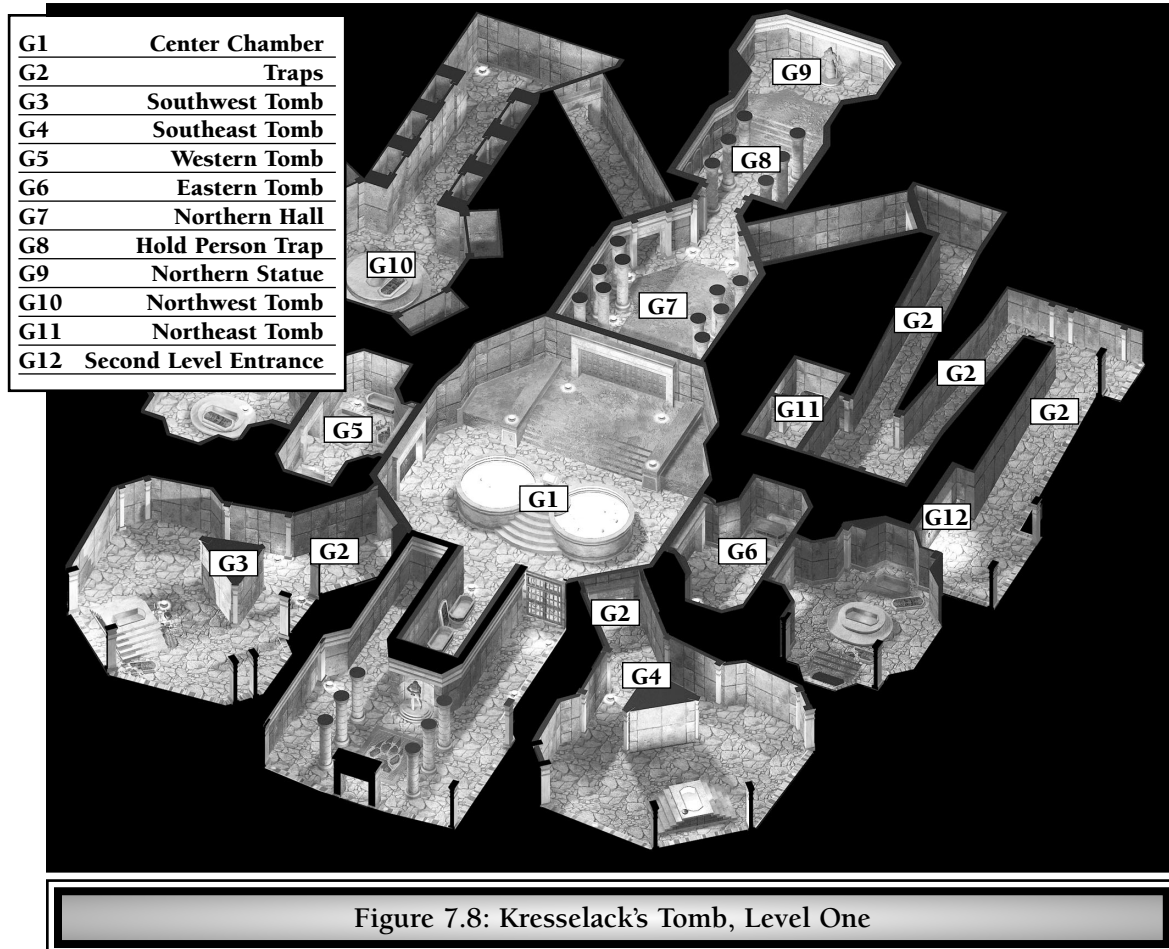 G1 Center Chamber
G2 Traps
G3 Southwest Tomb
G4 Southeast Tomb
G5 Western Tomb
G6 Eastern Tomb
G7 Northern Hall
G8 Hold Person Trap
G9 Northern Statue
G10 Northwest Tomb
G11 Northeast Tomb
G12 Second Level Entrance
G9
G8
G10
G7
G2
G2
G11
G2
G5
G1
G12
G3
G2
G6
G2
G4
Figure 7.8: Kresselack's Tomb, Level One